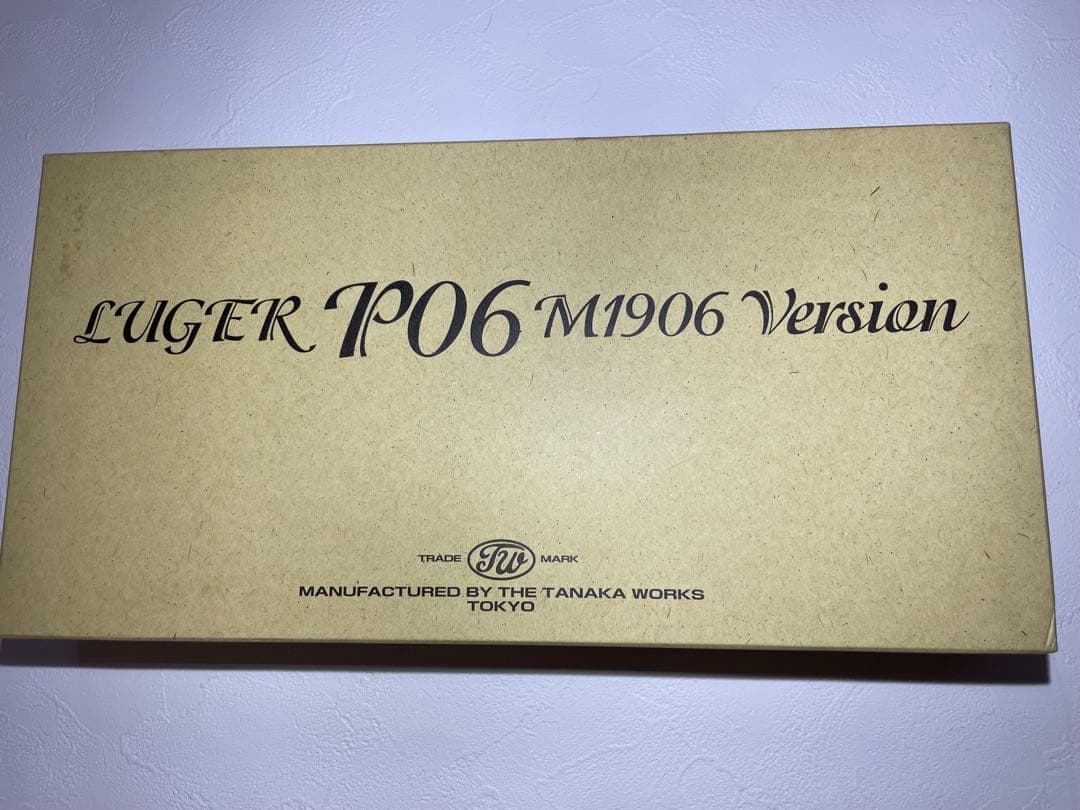 LUGER P06 M1906 Version
TRADE TW MARK
MANUFACTURED BY THE TANAKA WORKS
TOKYO